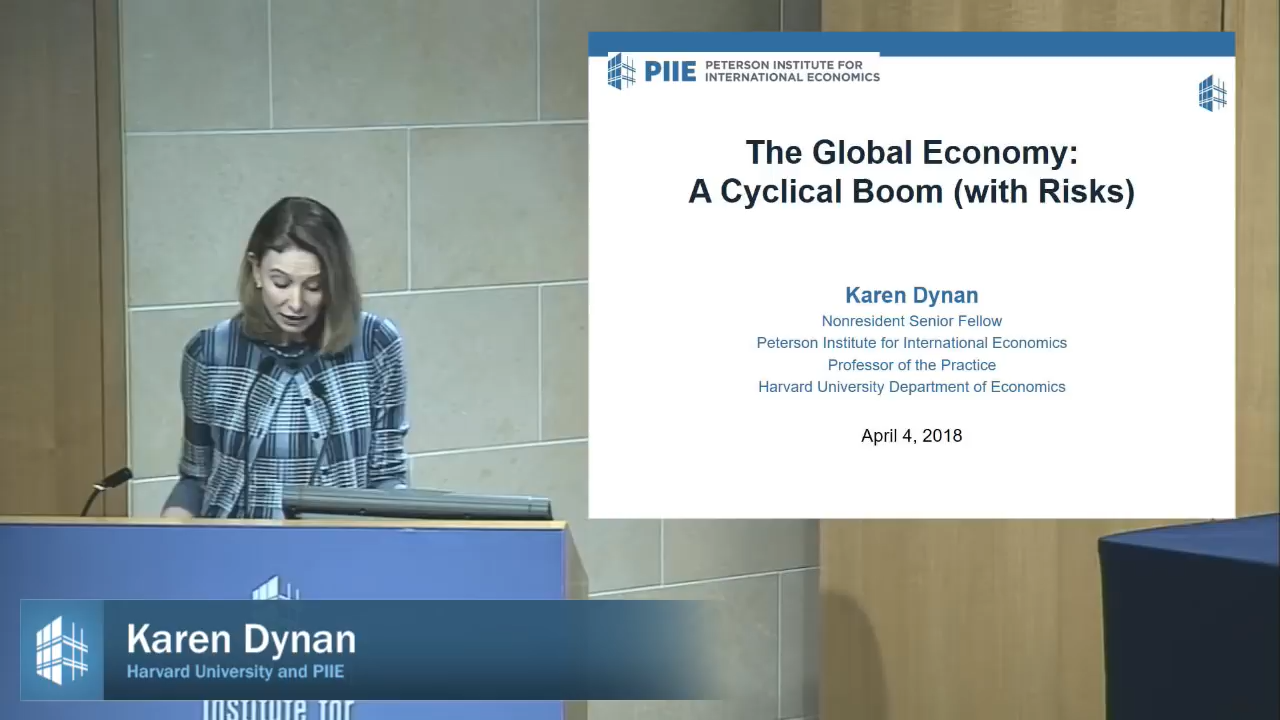 PIIE PETERSON INSTITUTE FOR
INTERNATIONAL ECONOMICS
The Global Economy:
A Cyclical Boom (with Risks)
Karen Dynan
Nonresident Senior Fellow
Peterson Institute for International Economics
Professor of the Practice
Harvard University Department of Economics
April 4, 2018
Karen Dynan
Harvard University and PIIE
Institute for